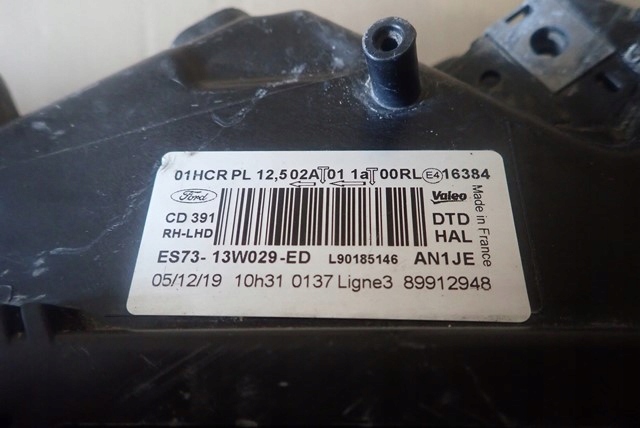 01HCR PL 12,5 02A 01 1a 00RL E4 16384
Ford
CD 391
RH-LHD
Valeo
DTD
HAL
Made in France
ES73- 13W029-ED L90185146 AN1JE
05/12/19 10h31 0137 Ligne3 89912948